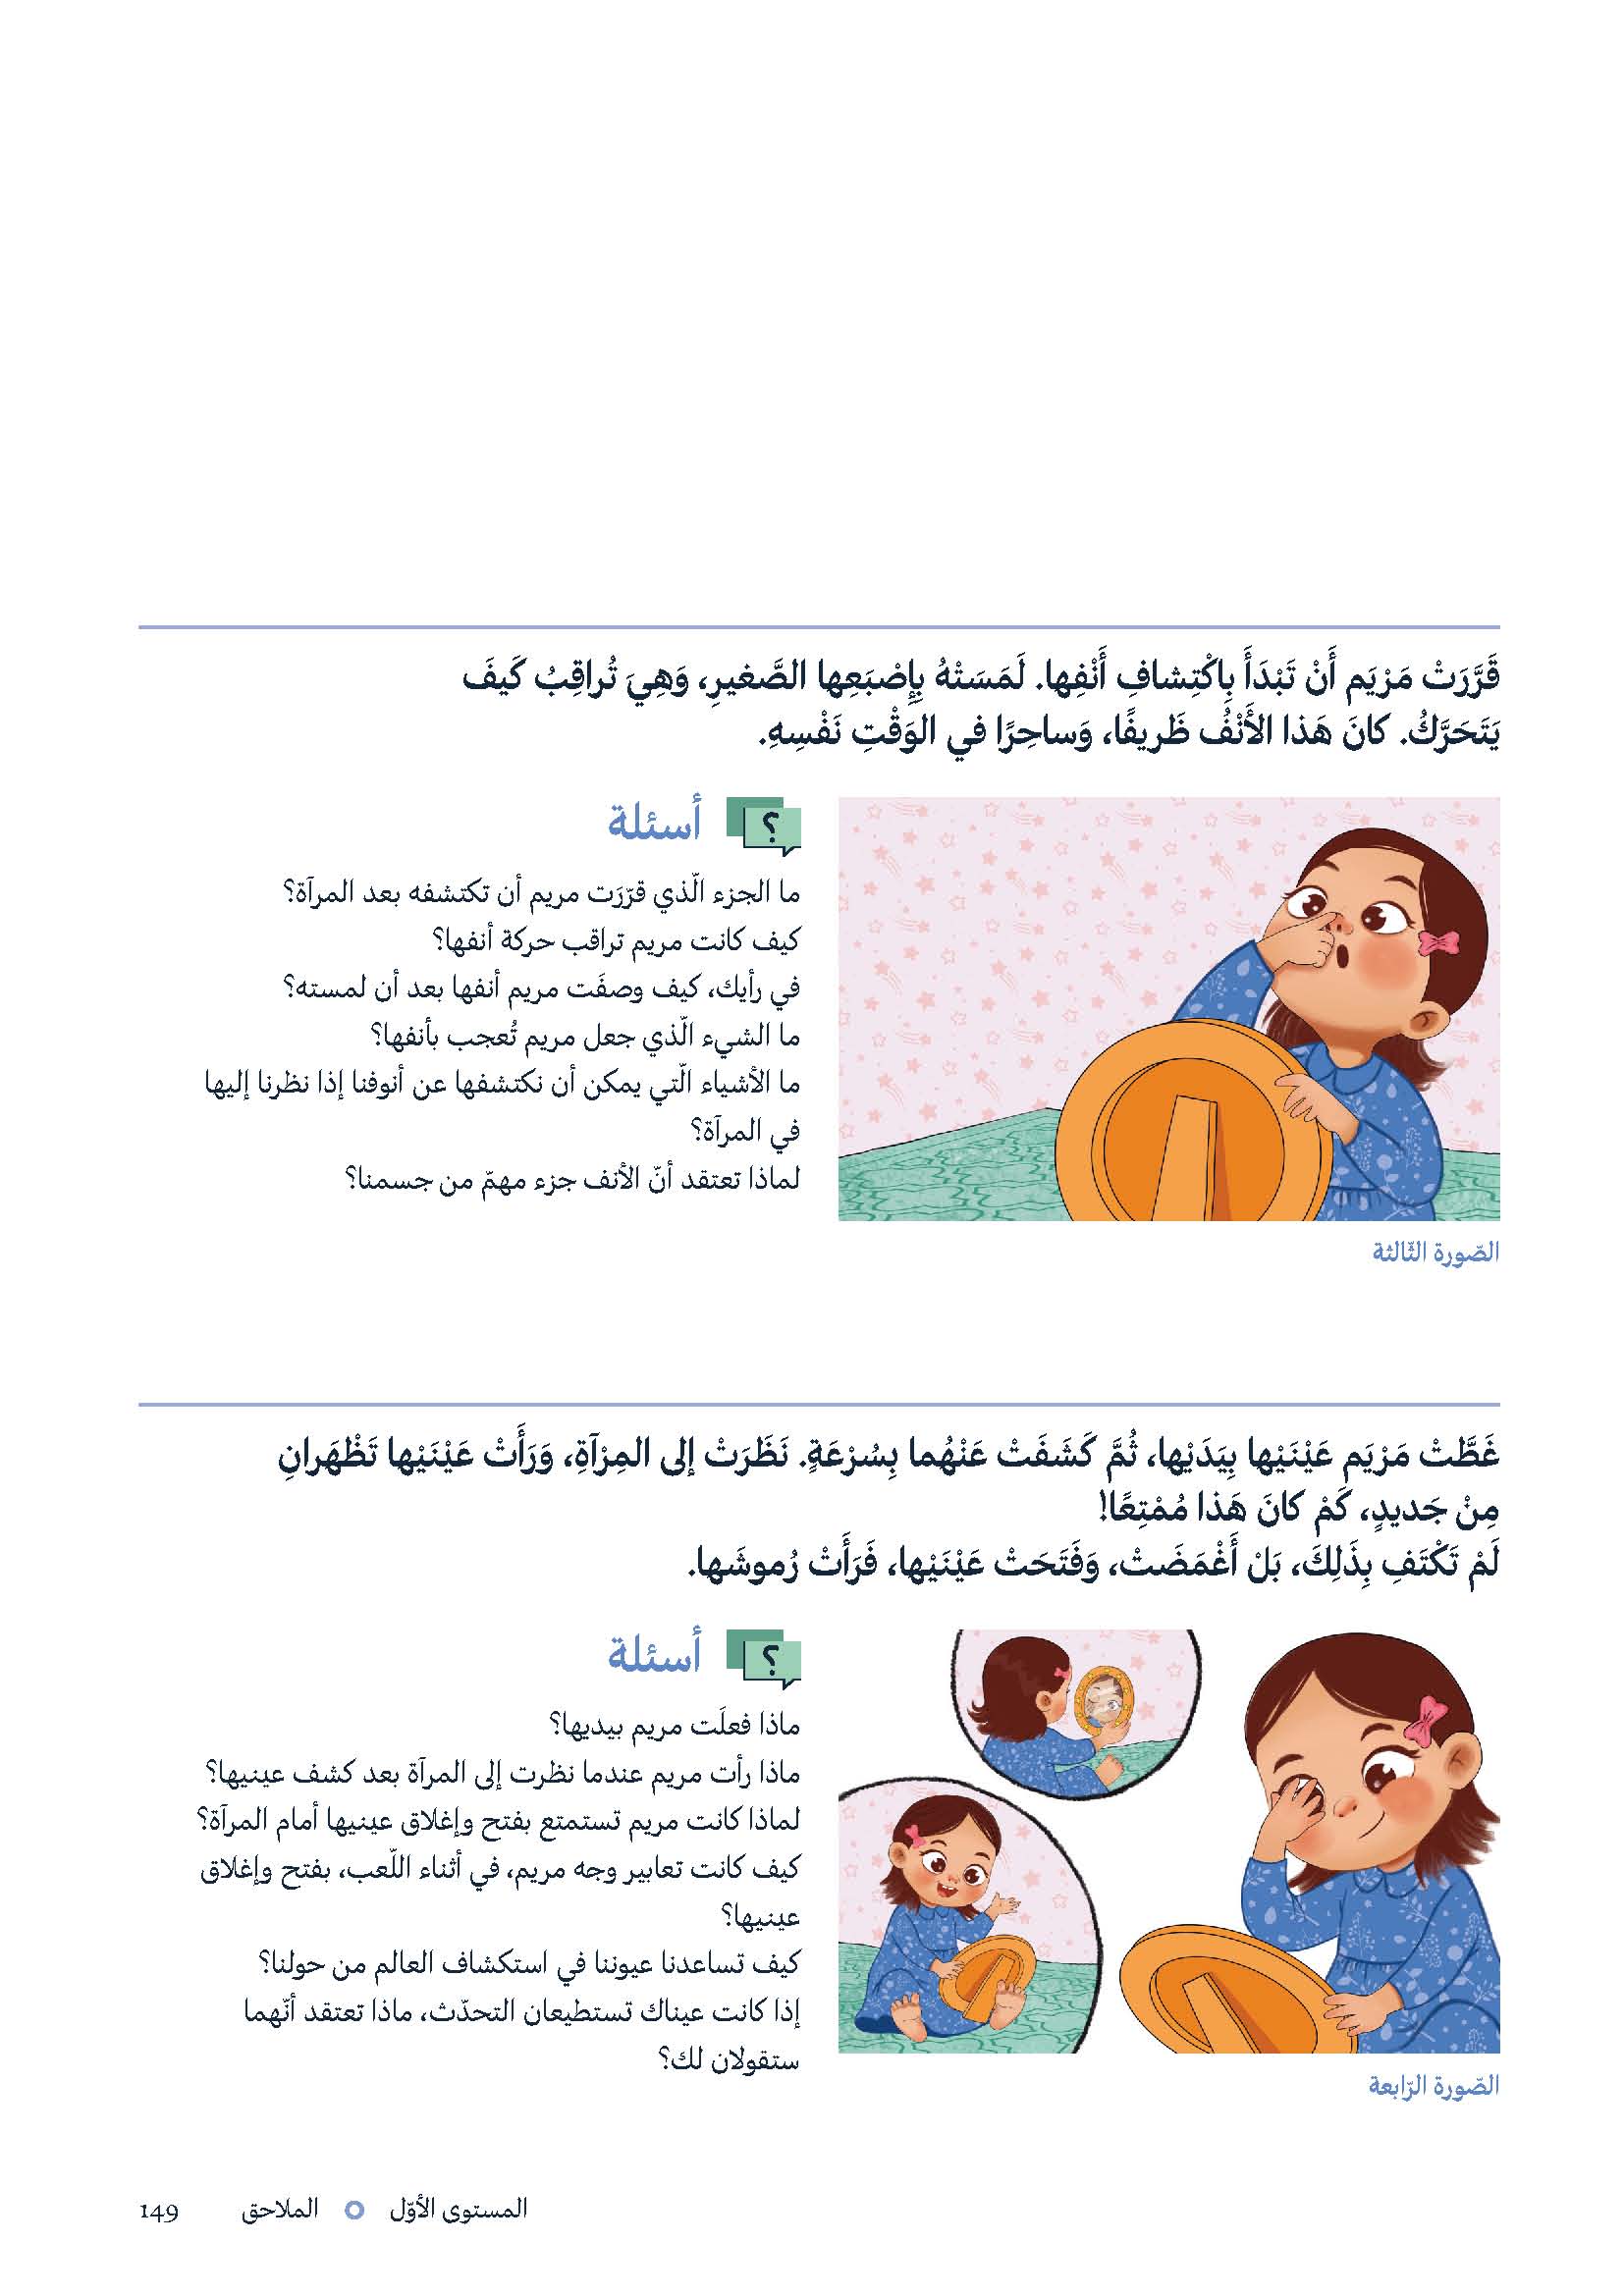 قَرَّرَتْ مَرْيَم أَنْ تَبْدَأَ بِاكْتِشافِ أَنْفِها. لَمَسَتْهُ بِإِصْبَعِها الصَّغيرِ، وَهِيَ تُراقِبُ كَيفَ
يَتَحَرَّكُ. كانَ هَذا الأَنْفُ ظَريفًا، وَساحِرًا في الوَقْتِ نَفْسِهِ.
؟ أسئلة
ما الجزء الّذي قرّرَت مريم أن تكتشفه بعد المرآة؟
كيف كانت مريم تراقب حركة أنفها؟
في رأيك، كيف وصفَت مريم أنفها بعد أن لمسته؟
ما الشيء الّذي جعل مريم تُعجب بأنفها؟
ما الأشياء الّتي يمكن أن نكتشفها عن أنوفنا إذا نظرنا إليها
في المرآة؟
لماذا تعتقد أنّ الأنف جزء مهمّ من جسمنا؟
الصّورة الثّالثة
غَطَّتْ مَرْيَم عَيْنَيْها بِيَدَيْها، ثُمَّ كَشَفَتْ عَنْهُما بِسُرْعَةٍ. نَظَرَتْ إلى المِرْآةِ، وَرَأَتْ عَيْنَيْها تَظْهَرانِ
مِنْ جَديدٍ، كَمْ كانَ هَذا مُمْتِعًا!
لَمْ تَكْتَفِ بِذَلِكَ، بَلْ أَغْمَضَتْ، وَفَتَحَتْ عَيْنَيْها، فَرَأَتْ رُموشَها.
؟ أسئلة
ماذا فعلَت مريم بيديها؟
ماذا رأت مريم عندما نظرت إلى المرآة بعد كشف عينيها؟
لماذا كانت مريم تستمتع بفتح وإغلاق عينيها أمام المرآة؟
كيف كانت تعابير وجه مريم، في أثناء اللّعب، بفتح وإغلاق
عينيها؟
كيف تساعدنا عيوننا في استكشاف العالم من حولنا؟
إذا كانت عيناك تستطيعان التحدّث، ماذا تعتقد أنّهما
ستقولان لك؟
الصّورة الرّابعة
المستوى الأوّل الملاحق 149